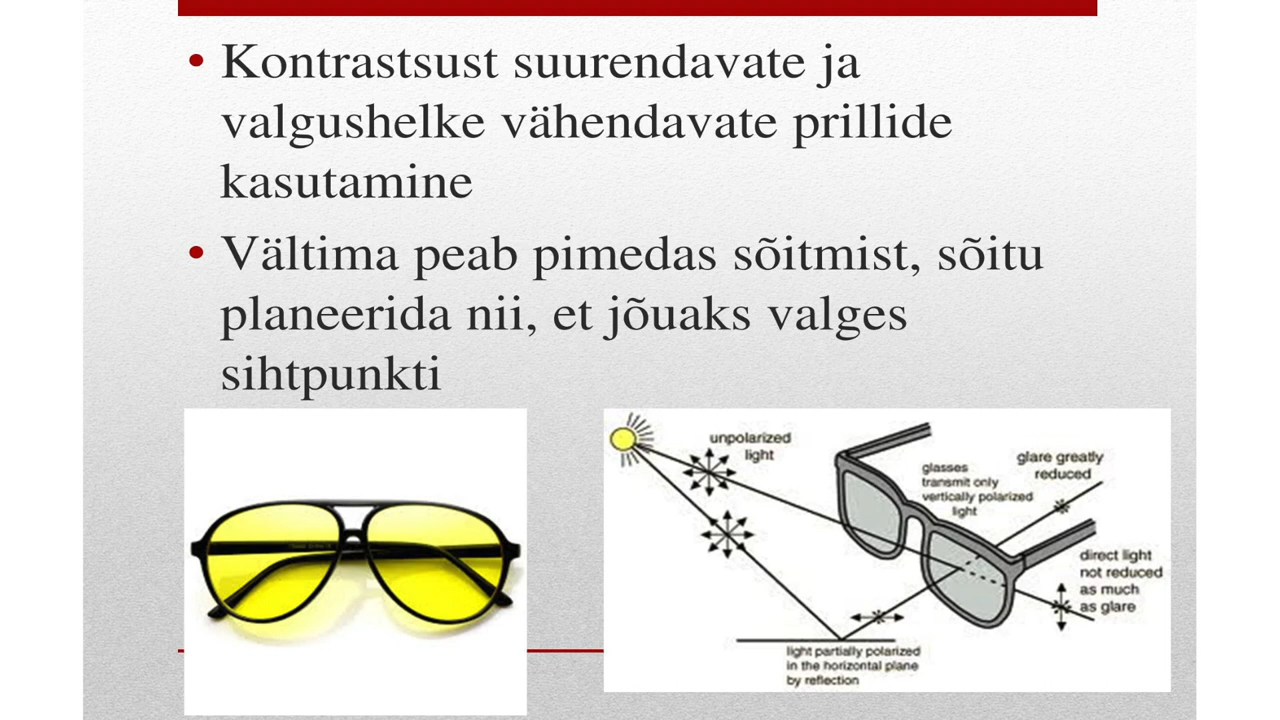 • Kontrastsust suurendavate ja
valgushelke vähendavate prillide
kasutamine
• Vältima peab pimedas sõitmist, sõitu
planeerida nii, et jõuaks valges
sihtpunkti
unpolarized
light
glasses
transmit only
vertically polarized
light
glare greatly
reduced
direct light
not reduced
as much
as glare
light partially polarized
in the horizontal plane
by reflection